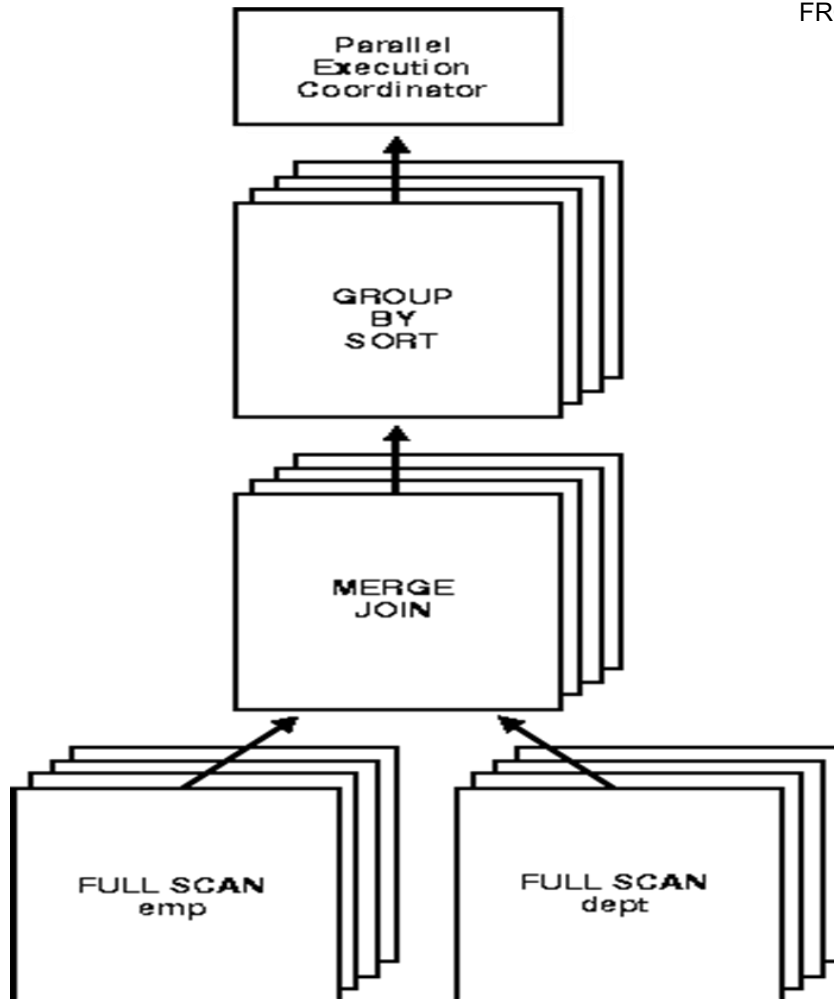 FR
Parallel
Execution
Coordinator
GROUP
BY
SORT
MERGE
JOIN
FULL SCAN
emp
FULL SCAN
dept